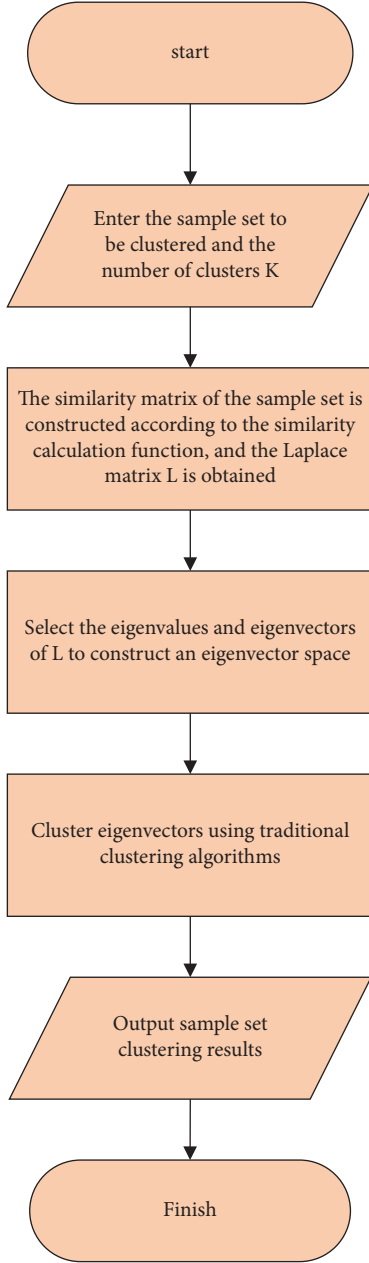 start
Enter the sample set to
be clustered and the
number of clusters K
The similarity matrix of the sample set is
constructed according to the similarity
calculation function, and the Laplace
matrix L is obtained
Select the eigenvalues and eigenvectors
of L to construct an eigenvector space
Cluster eigenvectors using traditional
clustering algorithms
Output sample set
clustering results
Finish